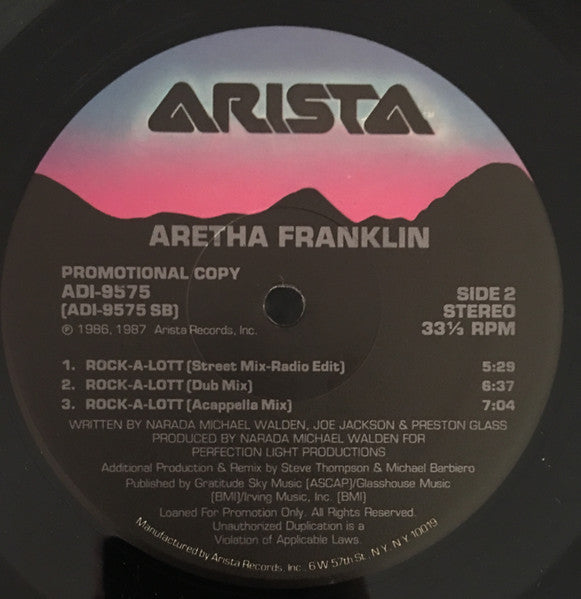 ARISTA
ARETHA FRANKLIN
PROMOTIONAL COPY
ADI-9575
(ADI-9575 SB)
℗ 1986, 1987 Arista Records, Inc.
SIDE 2
STEREO
33⅓ RPM
1. ROCK-A-LOTT (Street Mix-Radio Edit) 5:29
2. ROCK-A-LOTT (Dub Mix) 6:37
3. ROCK-A-LOTT (Acappella Mix) 7:04
WRITTEN BY NARADA MICHAEL WALDEN, JOE JACKSON & PRESTON GLASS
PRODUCED BY NARADA MICHAEL WALDEN FOR
PERFECTION LIGHT PRODUCTIONS
Additional Production & Remix by Steve Thompson & Michael Barbiero
Published by Gratitude Sky Music (ASCAP)/Glasshouse Music
(BMI)/Irving Music, Inc. (BMI)
Loaned For Promotion Only. All Rights Reserved.
Unauthorized Duplication is a
Violation of Applicable Laws.
Manufactured by Arista Records, Inc., 6 W. 57th St., N.Y. N.Y. 10019